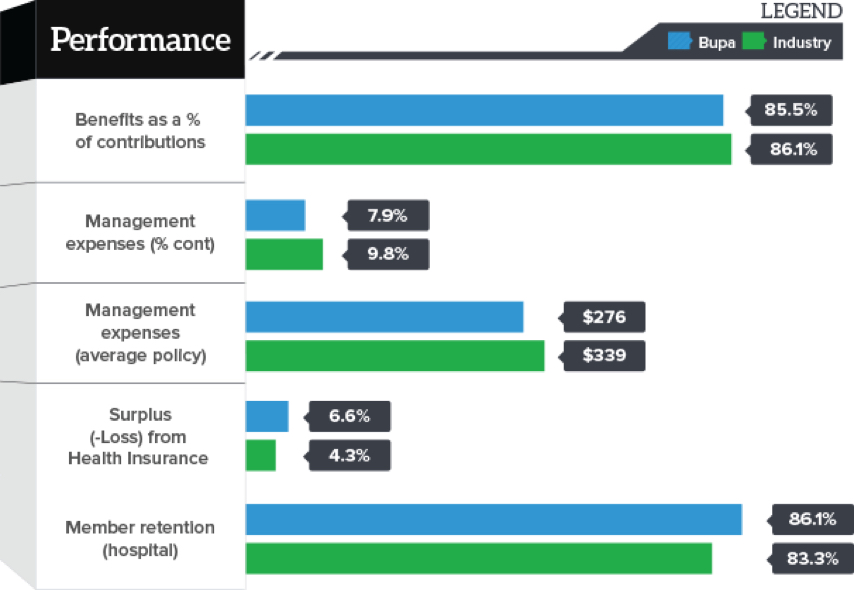 LEGEND
Performance
Bupa Industry
Benefits as a %
of contributions
85.5%
86.1%
Management
expenses (% cont)
7.9%
9.8%
Management
expenses
(average policy)
$276
$339
Surplus
(-Loss) from
Health Insurance
6.6%
4.3%
Member retention
(hospital)
86.1%
83.3%